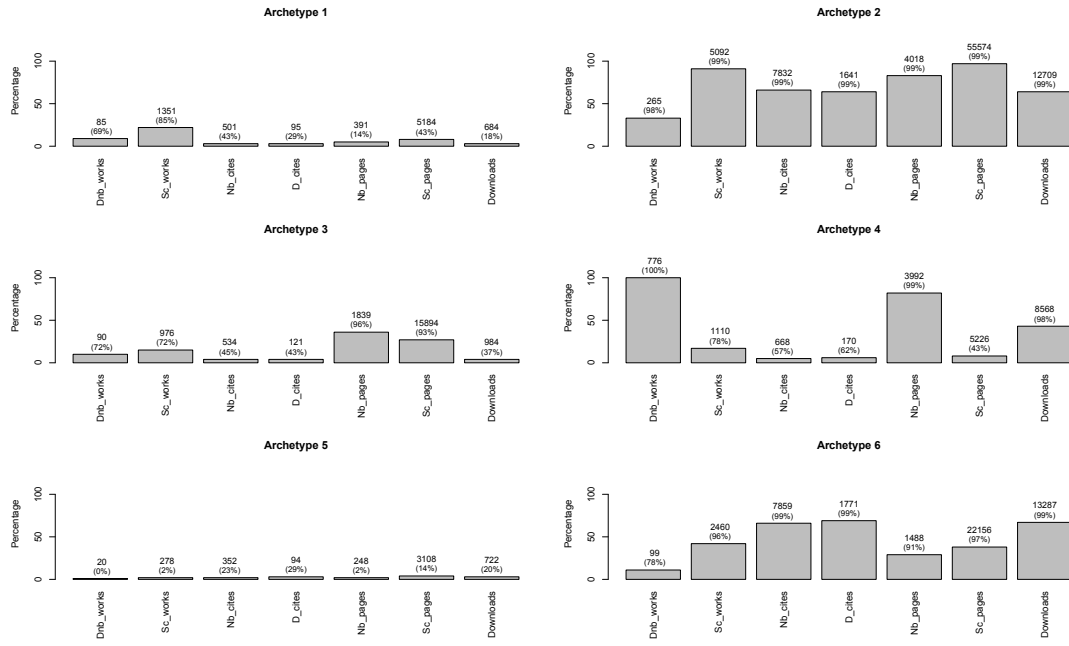 Archetype 1
Percentage
0 50 100
85 (69%)
1351 (85%)
501 (43%)
95 (29%)
391 (14%)
5184 (43%)
684 (18%)
Dnb_works
Sc_works
Nb_cites
D_cites
Nb_pages
Sc_pages
Downloads
Archetype 2
Percentage
0 50 100
265 (98%)
5092 (99%)
7832 (99%)
1641 (99%)
4018 (99%)
55574 (99%)
12709 (99%)
Dnb_works
Sc_works
Nb_cites
D_cites
Nb_pages
Sc_pages
Downloads
Archetype 3
Percentage
0 50 100
90 (72%)
976 (72%)
534 (45%)
121 (43%)
1839 (96%)
15894 (93%)
984 (37%)
Dnb_works
Sc_works
Nb_cites
D_cites
Nb_pages
Sc_pages
Downloads
Archetype 4
Percentage
0 50 100
776 (100%)
1110 (78%)
668 (57%)
170 (62%)
3992 (99%)
5226 (43%)
8568 (98%)
Dnb_works
Sc_works
Nb_cites
D_cites
Nb_pages
Sc_pages
Downloads
Archetype 5
Percentage
0 50 100
20 (0%)
278 (2%)
352 (23%)
94 (29%)
248 (2%)
3108 (14%)
722 (20%)
Dnb_works
Sc_works
Nb_cites
D_cites
Nb_pages
Sc_pages
Downloads
Archetype 6
Percentage
0 50 100
99 (78%)
2460 (96%)
7859 (99%)
1771 (99%)
1488 (91%)
22156 (97%)
13287 (99%)
Dnb_works
Sc_works
Nb_cites
D_cites
Nb_pages
Sc_pages
Downloads